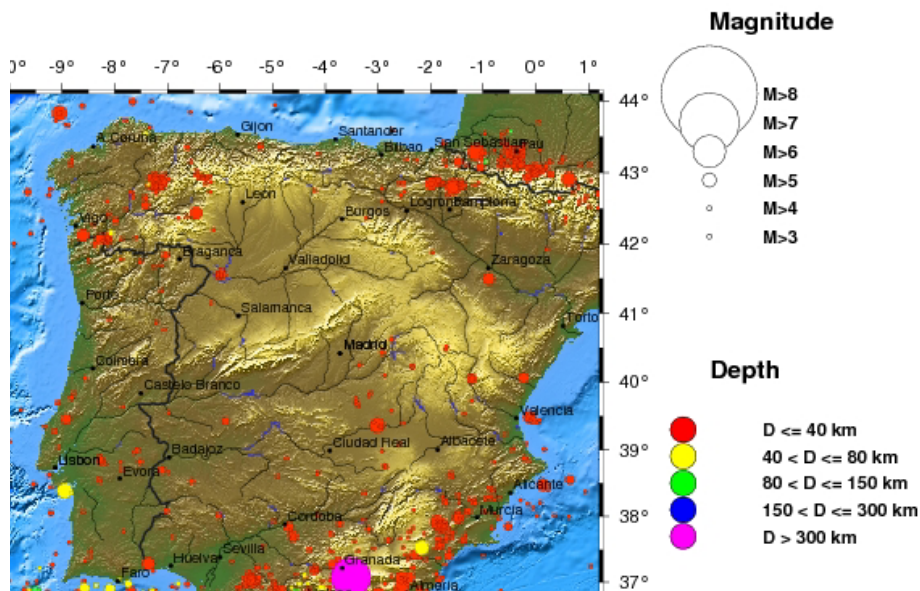 Magnitude
0° -9° -8° -7° -6° -5° -4° -3° -2° -1° 0° 1°
M>8
M>7
M>6
M>5
M>4
M>3
44°
43°
42°
41°
40°
39°
38°
37°
A Coruna
Gijon
Santander
Bilbao
San Sebastian
Pau
Leon
Burgos
Logrono
Pamplona
Vigo
Braganca
Valladolid
Zaragoza
Porto
Salamanca
Torto
Madrid
Coimbra
Castelo Branco
Valencia
Lisbon
Evora
Badajoz
Ciudad Real
Albacete
Alicante
Murcia
Cordoba
Huelva
Sevilla
Granada
Faro
Almeria
Depth
D <= 40 km
40 < D <= 80 km
80 < D <= 150 km
150 < D <= 300 km
D > 300 km